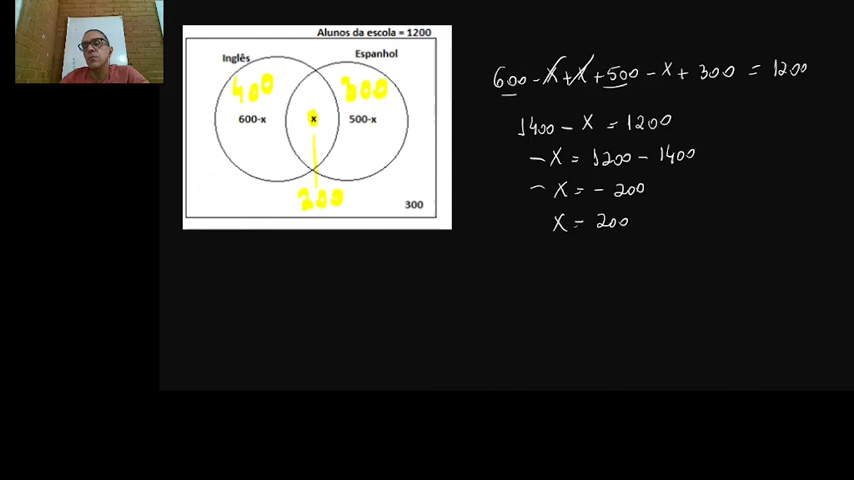 Alunos da escola = 1200
Inglês
Espanhol
400
300
600-x
x
500-x
200
300
600 - x + x + 500 - x + 300 = 1200
1400 - x = 1200
- x = 1200 - 1400
- x = - 200
x = 200